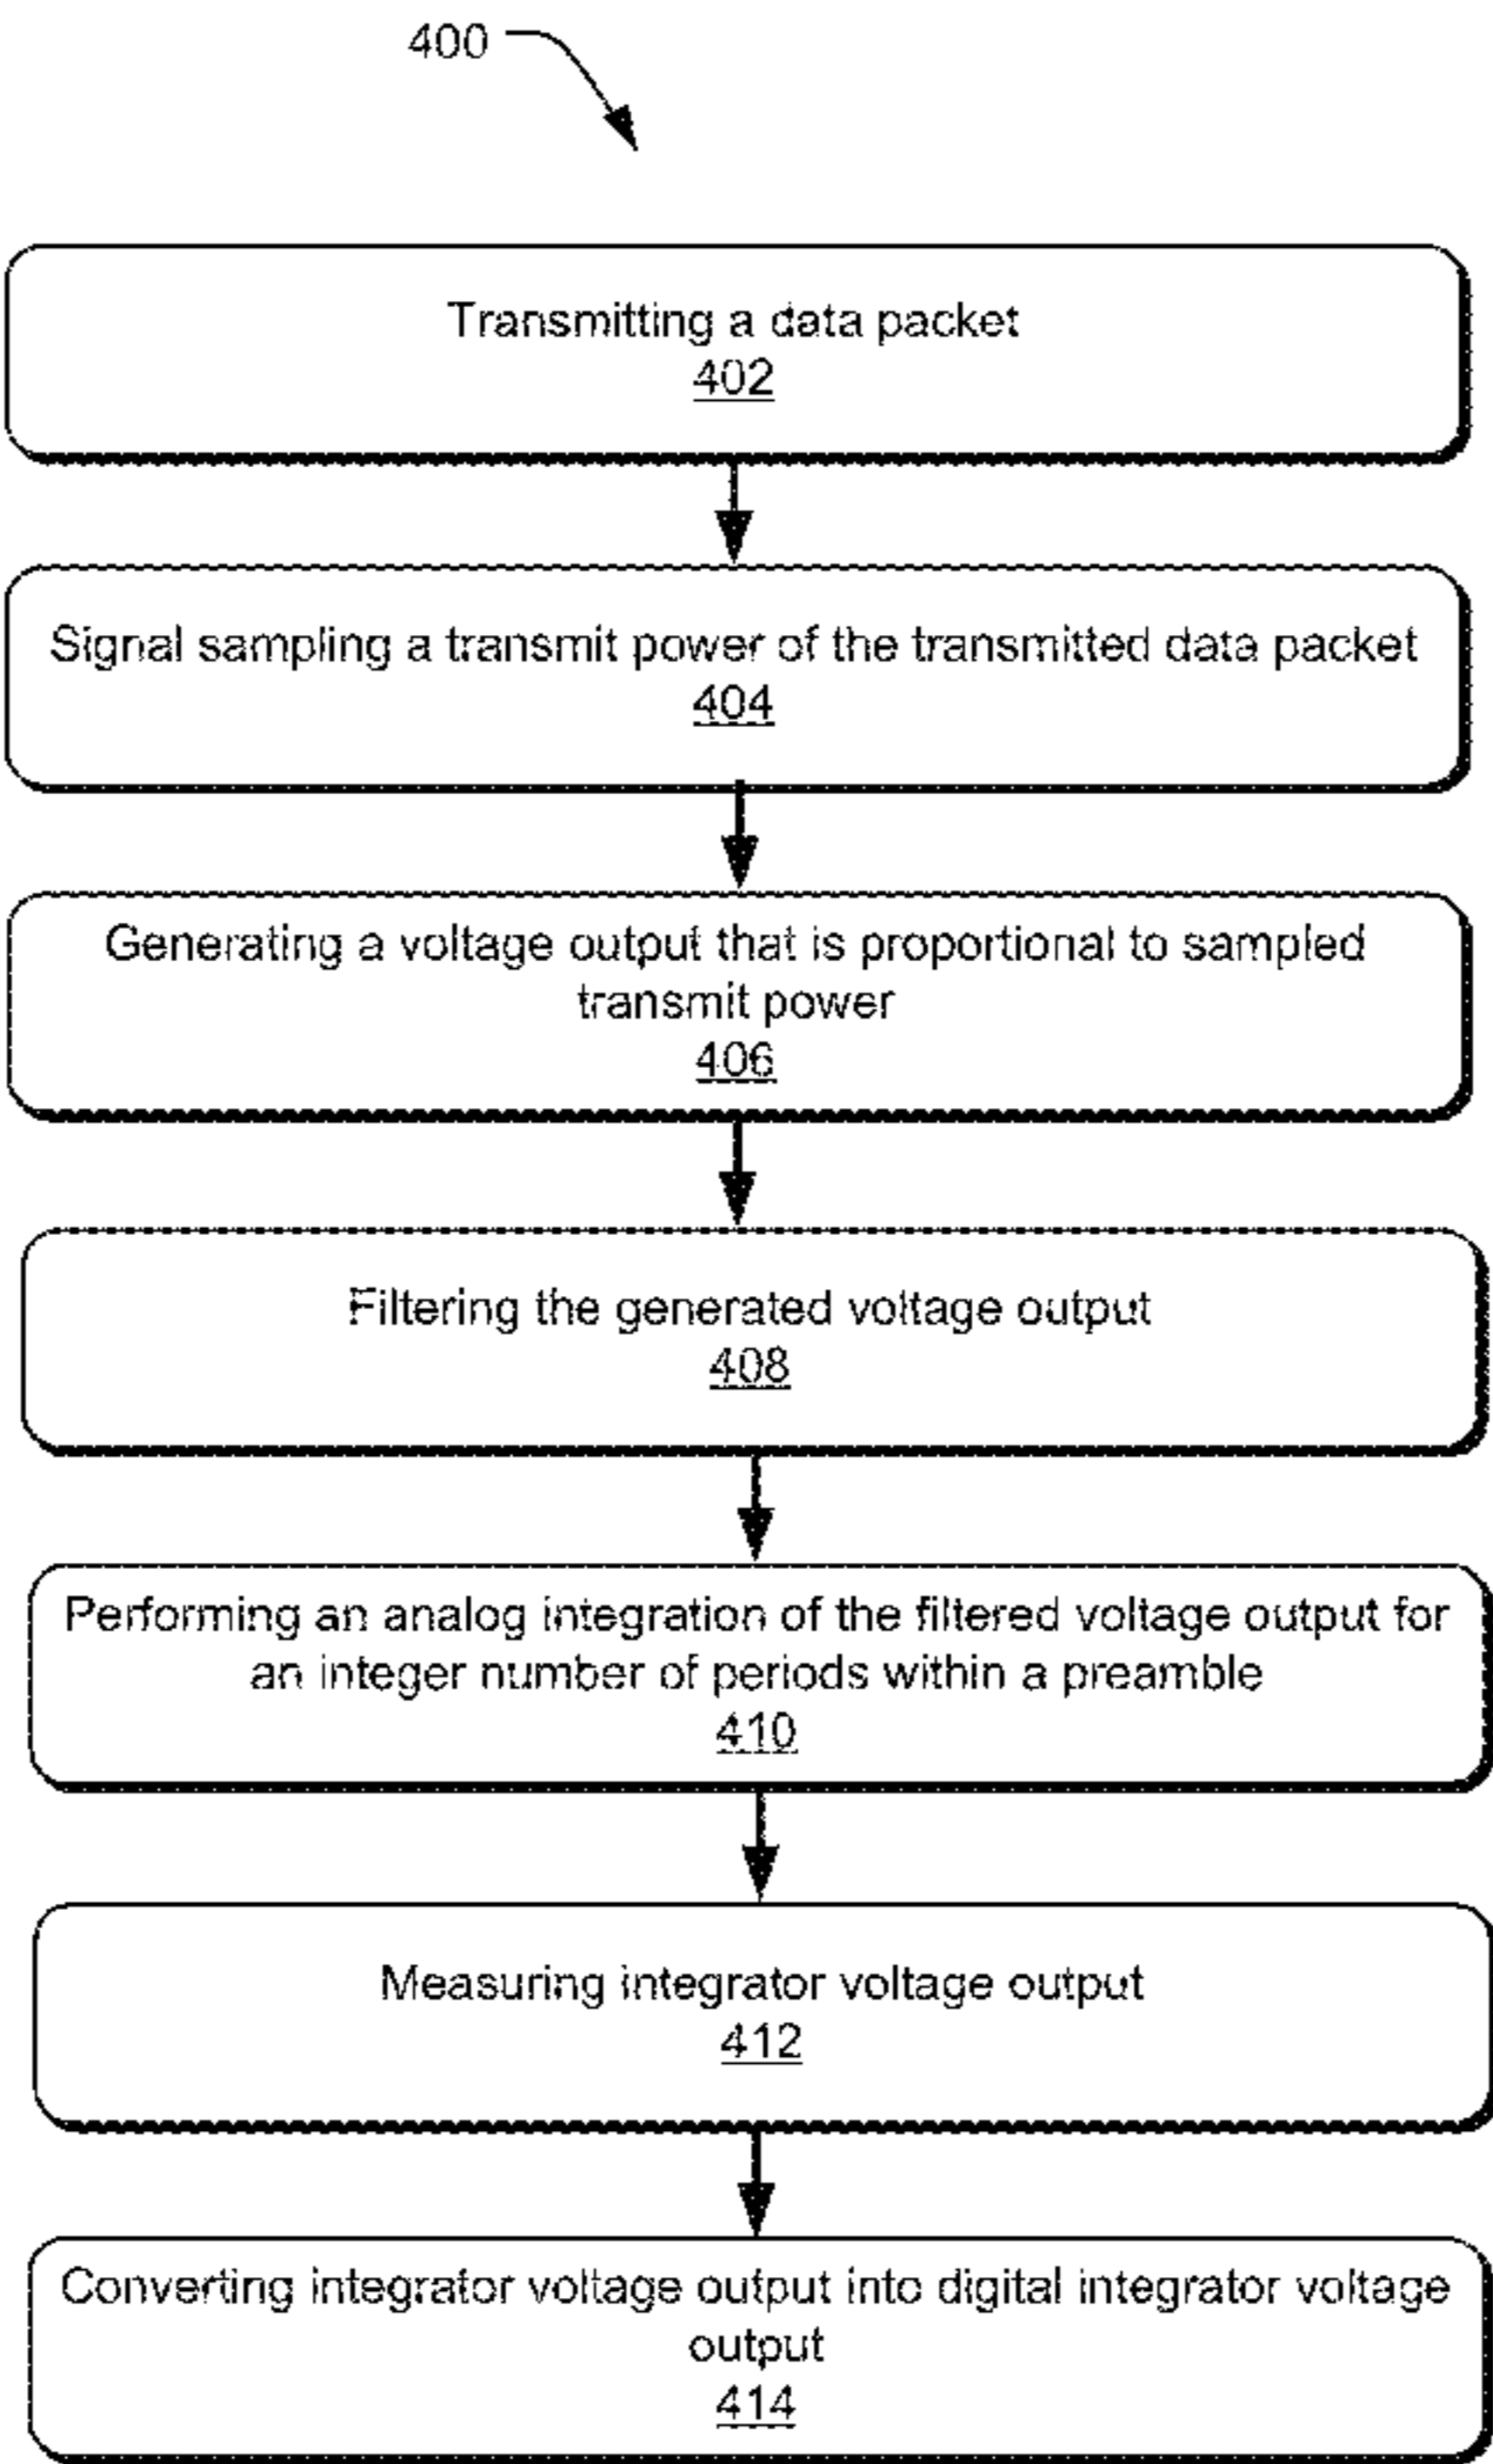 400
Transmitting a data packet
402
Signal sampling a transmit power of the transmitted data packet
404
Generating a voltage output that is proportional to sampled
transmit power
406
Filtering the generated voltage output
408
Performing an analog integration of the filtered voltage output for
an integer number of periods within a preamble
410
Measuring integrator voltage output
412
Converting integrator voltage output into digital integrator voltage
output
414